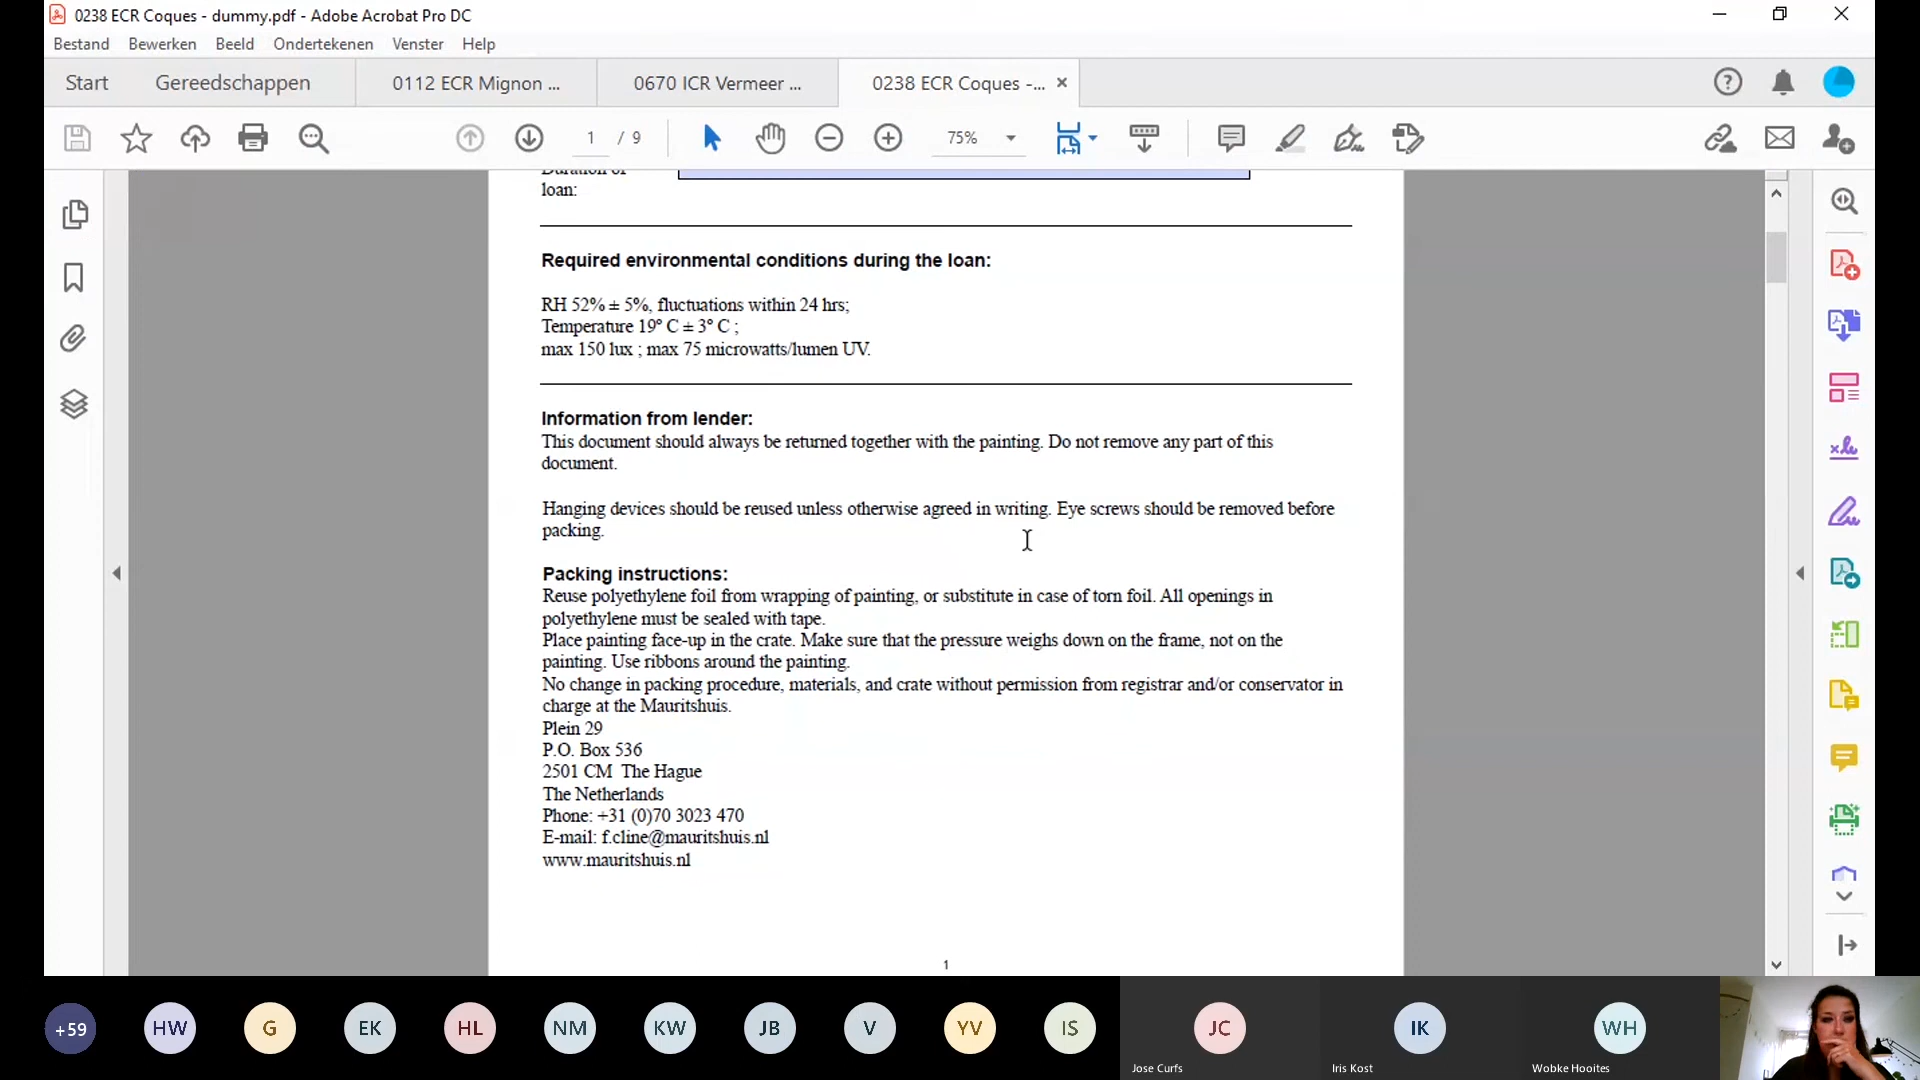 0238 ECR Coques - dummy.pdf - Adobe Acrobat Pro DC
Bestand Bewerken Beeld Ondertekenen Venster Help
Start Gereedschappen 0112 ECR Mignon ... 0670 ICR Vermeer ... 0238 ECR Coques -...
1 / 9 75%
Duration of
loan:
Required environmental conditions during the loan:
RH 52% ± 5%, fluctuations within 24 hrs;
Temperature 19° C ± 3° C ;
max 150 lux ; max 75 microwatts/lumen UV.
Information from lender:
This document should always be returned together with the painting. Do not remove any part of this
document.
Hanging devices should be reused unless otherwise agreed in writing. Eye screws should be removed before
packing.
Packing instructions:
Reuse polyethylene foil from wrapping of painting, or substitute in case of torn foil. All openings in
polyethylene must be sealed with tape.
Place painting face-up in the crate. Make sure that the pressure weighs down on the frame, not on the
painting. Use ribbons around the painting.
No change in packing procedure, materials, and crate without permission from registrar and/or conservator in
charge at the Mauritshuis.
Plein 29
P.O. Box 536
2501 CM The Hague
The Netherlands
Phone: +31 (0)70 3023 470
E-mail: f.cline@mauritshuis.nl
www.mauritshuis.nl
1
+59 HW G EK HL NM KW JB V YV IS JC IK WH
Jose Curfs Iris Kost Wobke Hooites